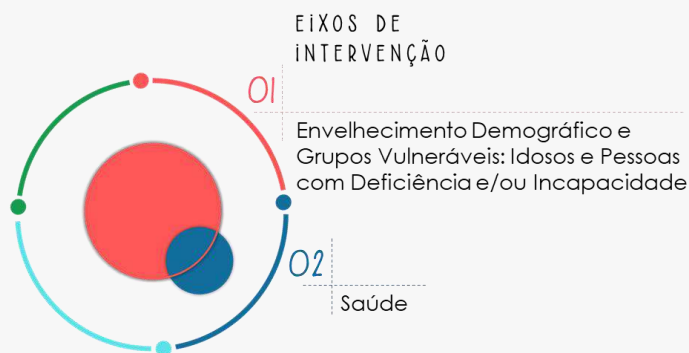 EiXOS DE
iNTERVENÇÃO
01
Envelhecimento Demográfico e
Grupos Vulneráveis: Idosos e Pessoas
com Deficiência e/ou Incapacidade
02
Saúde